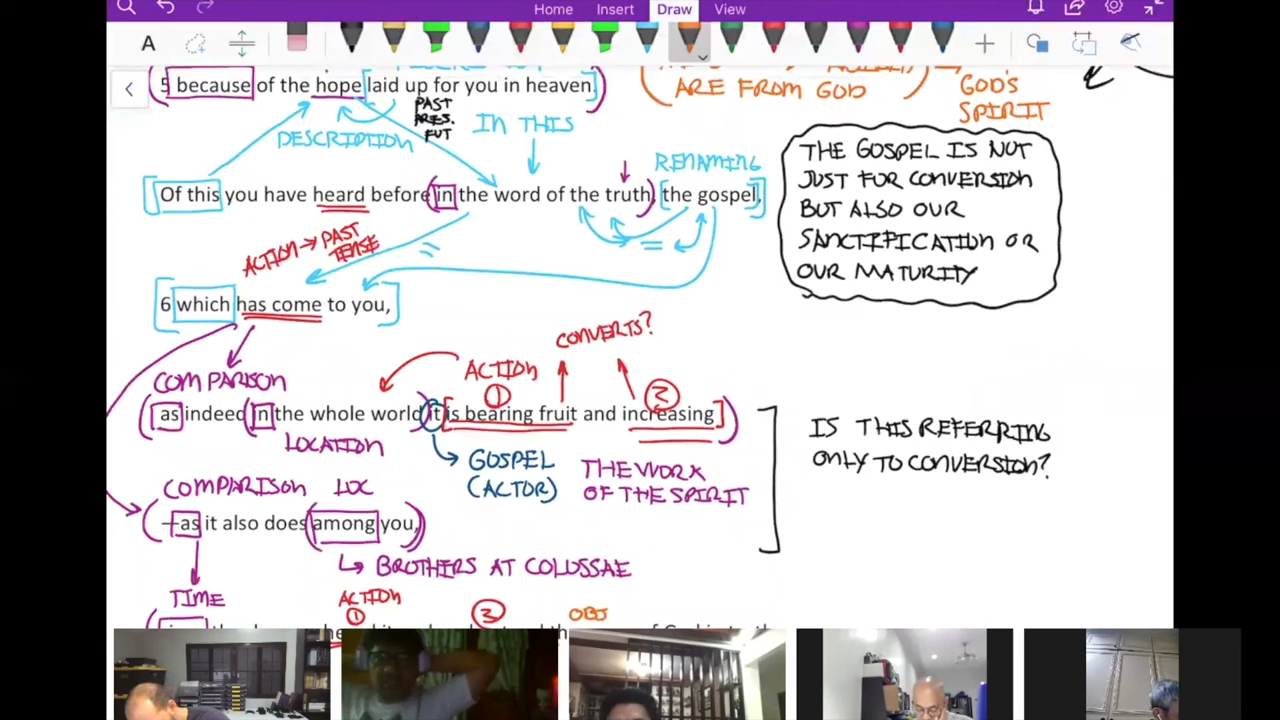 Home Insert Draw View
A
5 because of the hope laid up for you in heaven.
ARE FROM GOD
GOD'S
SPIRIT
PAST
PRES.
FUT
DESCRIPTION
IN THIS
RENAMING
Of this you have heard before in the word of the truth, the gospel,
THE GOSPEL IS NOT
JUST FOR CONVERSION
BUT ALSO OUR
SANCTIFICATION OR
OUR MATURITY
ACTION → PAST
TENSE
=
=
6 which has come to you,
CONVERTS?
COMPARISON
ACTION
1
2
as indeed in the whole world it is bearing fruit and increasing
LOCATION
GOSPEL
(ACTOR)
THE WORK
OF THE SPIRIT
IS THIS REFERRING
ONLY TO CONVERSION?
COMPARISON LOC
—as it also does among you,
BROTHERS AT COLOSSAE
TIME
ACTION
1
OBJ